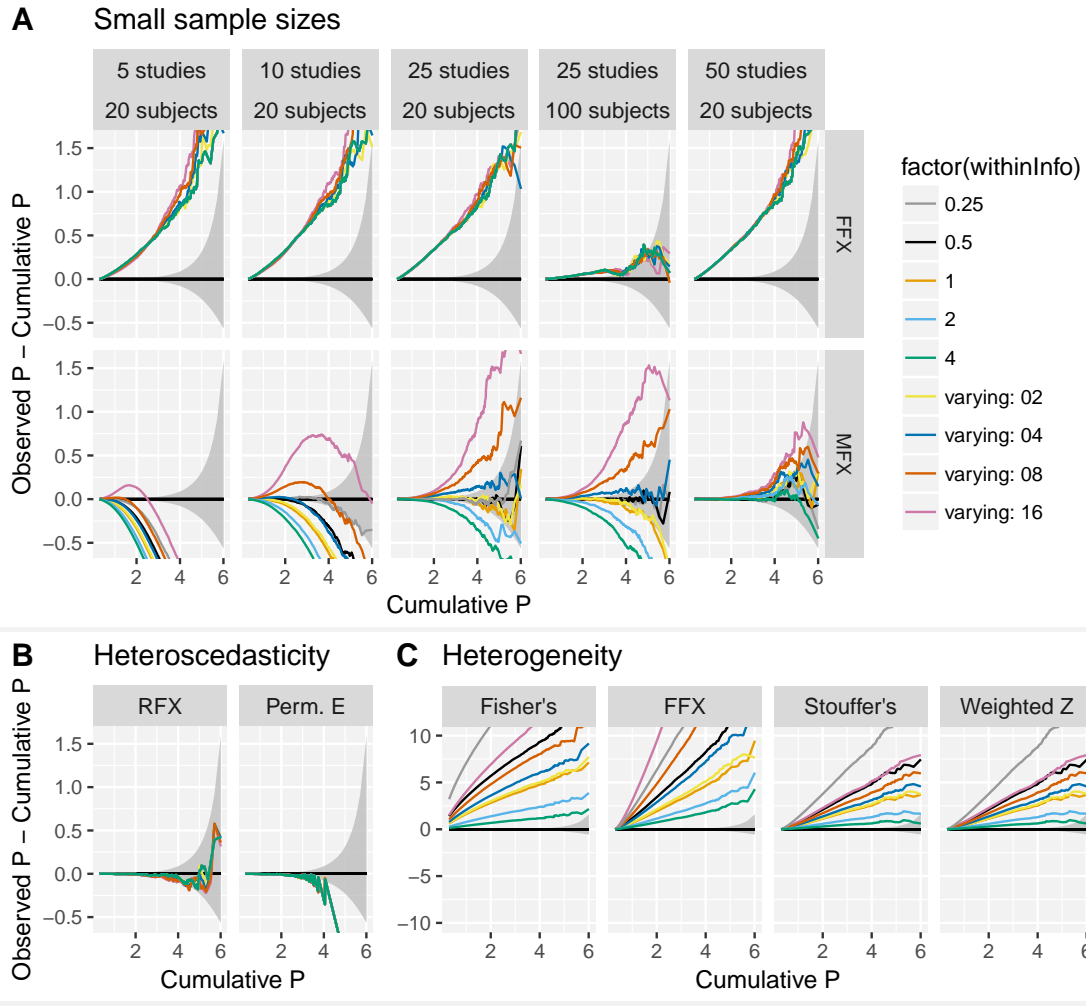 A Small sample sizes
5 studies 10 studies 25 studies 25 studies 50 studies
20 subjects 20 subjects 20 subjects 100 subjects 20 subjects
Observed P − Cumulative P
1.5
1.0
0.5
0.0
−0.5
FFX
1.5
1.0
0.5
0.0
−0.5
MFX
2 4 6 2 4 6 2 4 6 2 4 6 2 4 6
Cumulative P
factor(withinInfo)
0.25
0.5
1
2
4
varying: 02
varying: 04
varying: 08
varying: 16
B Heteroscedasticity
RFX Perm. E
Observed P − Cumulative P
1.5
1.0
0.5
0.0
−0.5
2 4 6 2 4 6
Cumulative P
C Heterogeneity
Fisher's FFX Stouffer's Weighted Z
10
5
0
−5
−10
2 4 6 2 4 6 2 4 6 2 4 6
Cumulative P